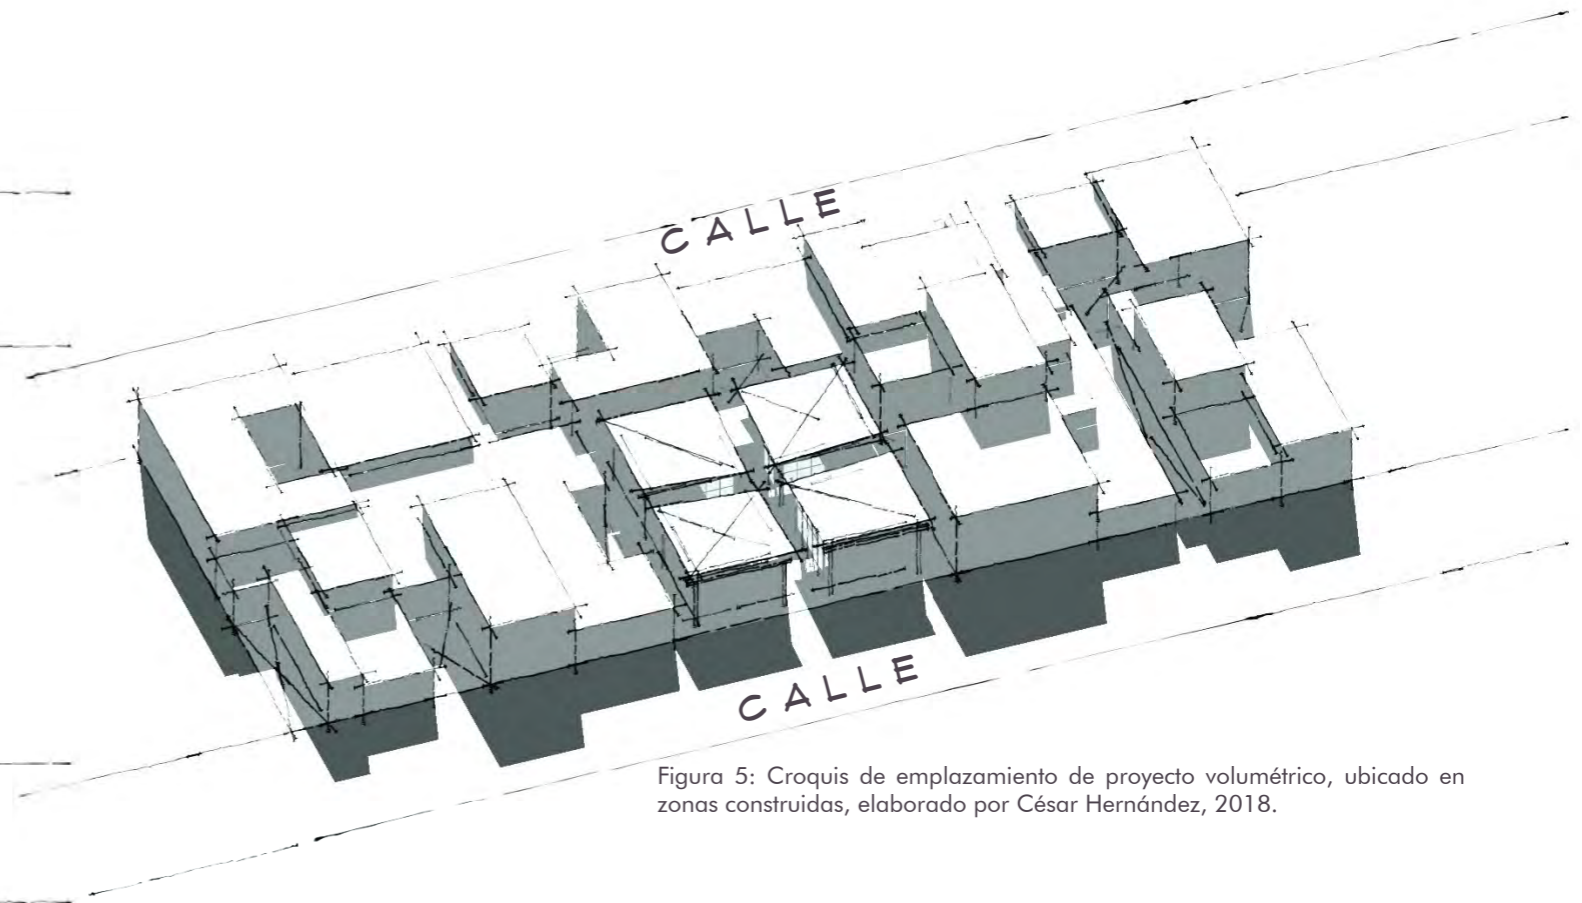 CALLE
CALLE
Figura 5: Croquis de emplazamiento de proyecto volumétrico, ubicado en
zonas construidas, elaborado por César Hernández, 2018.